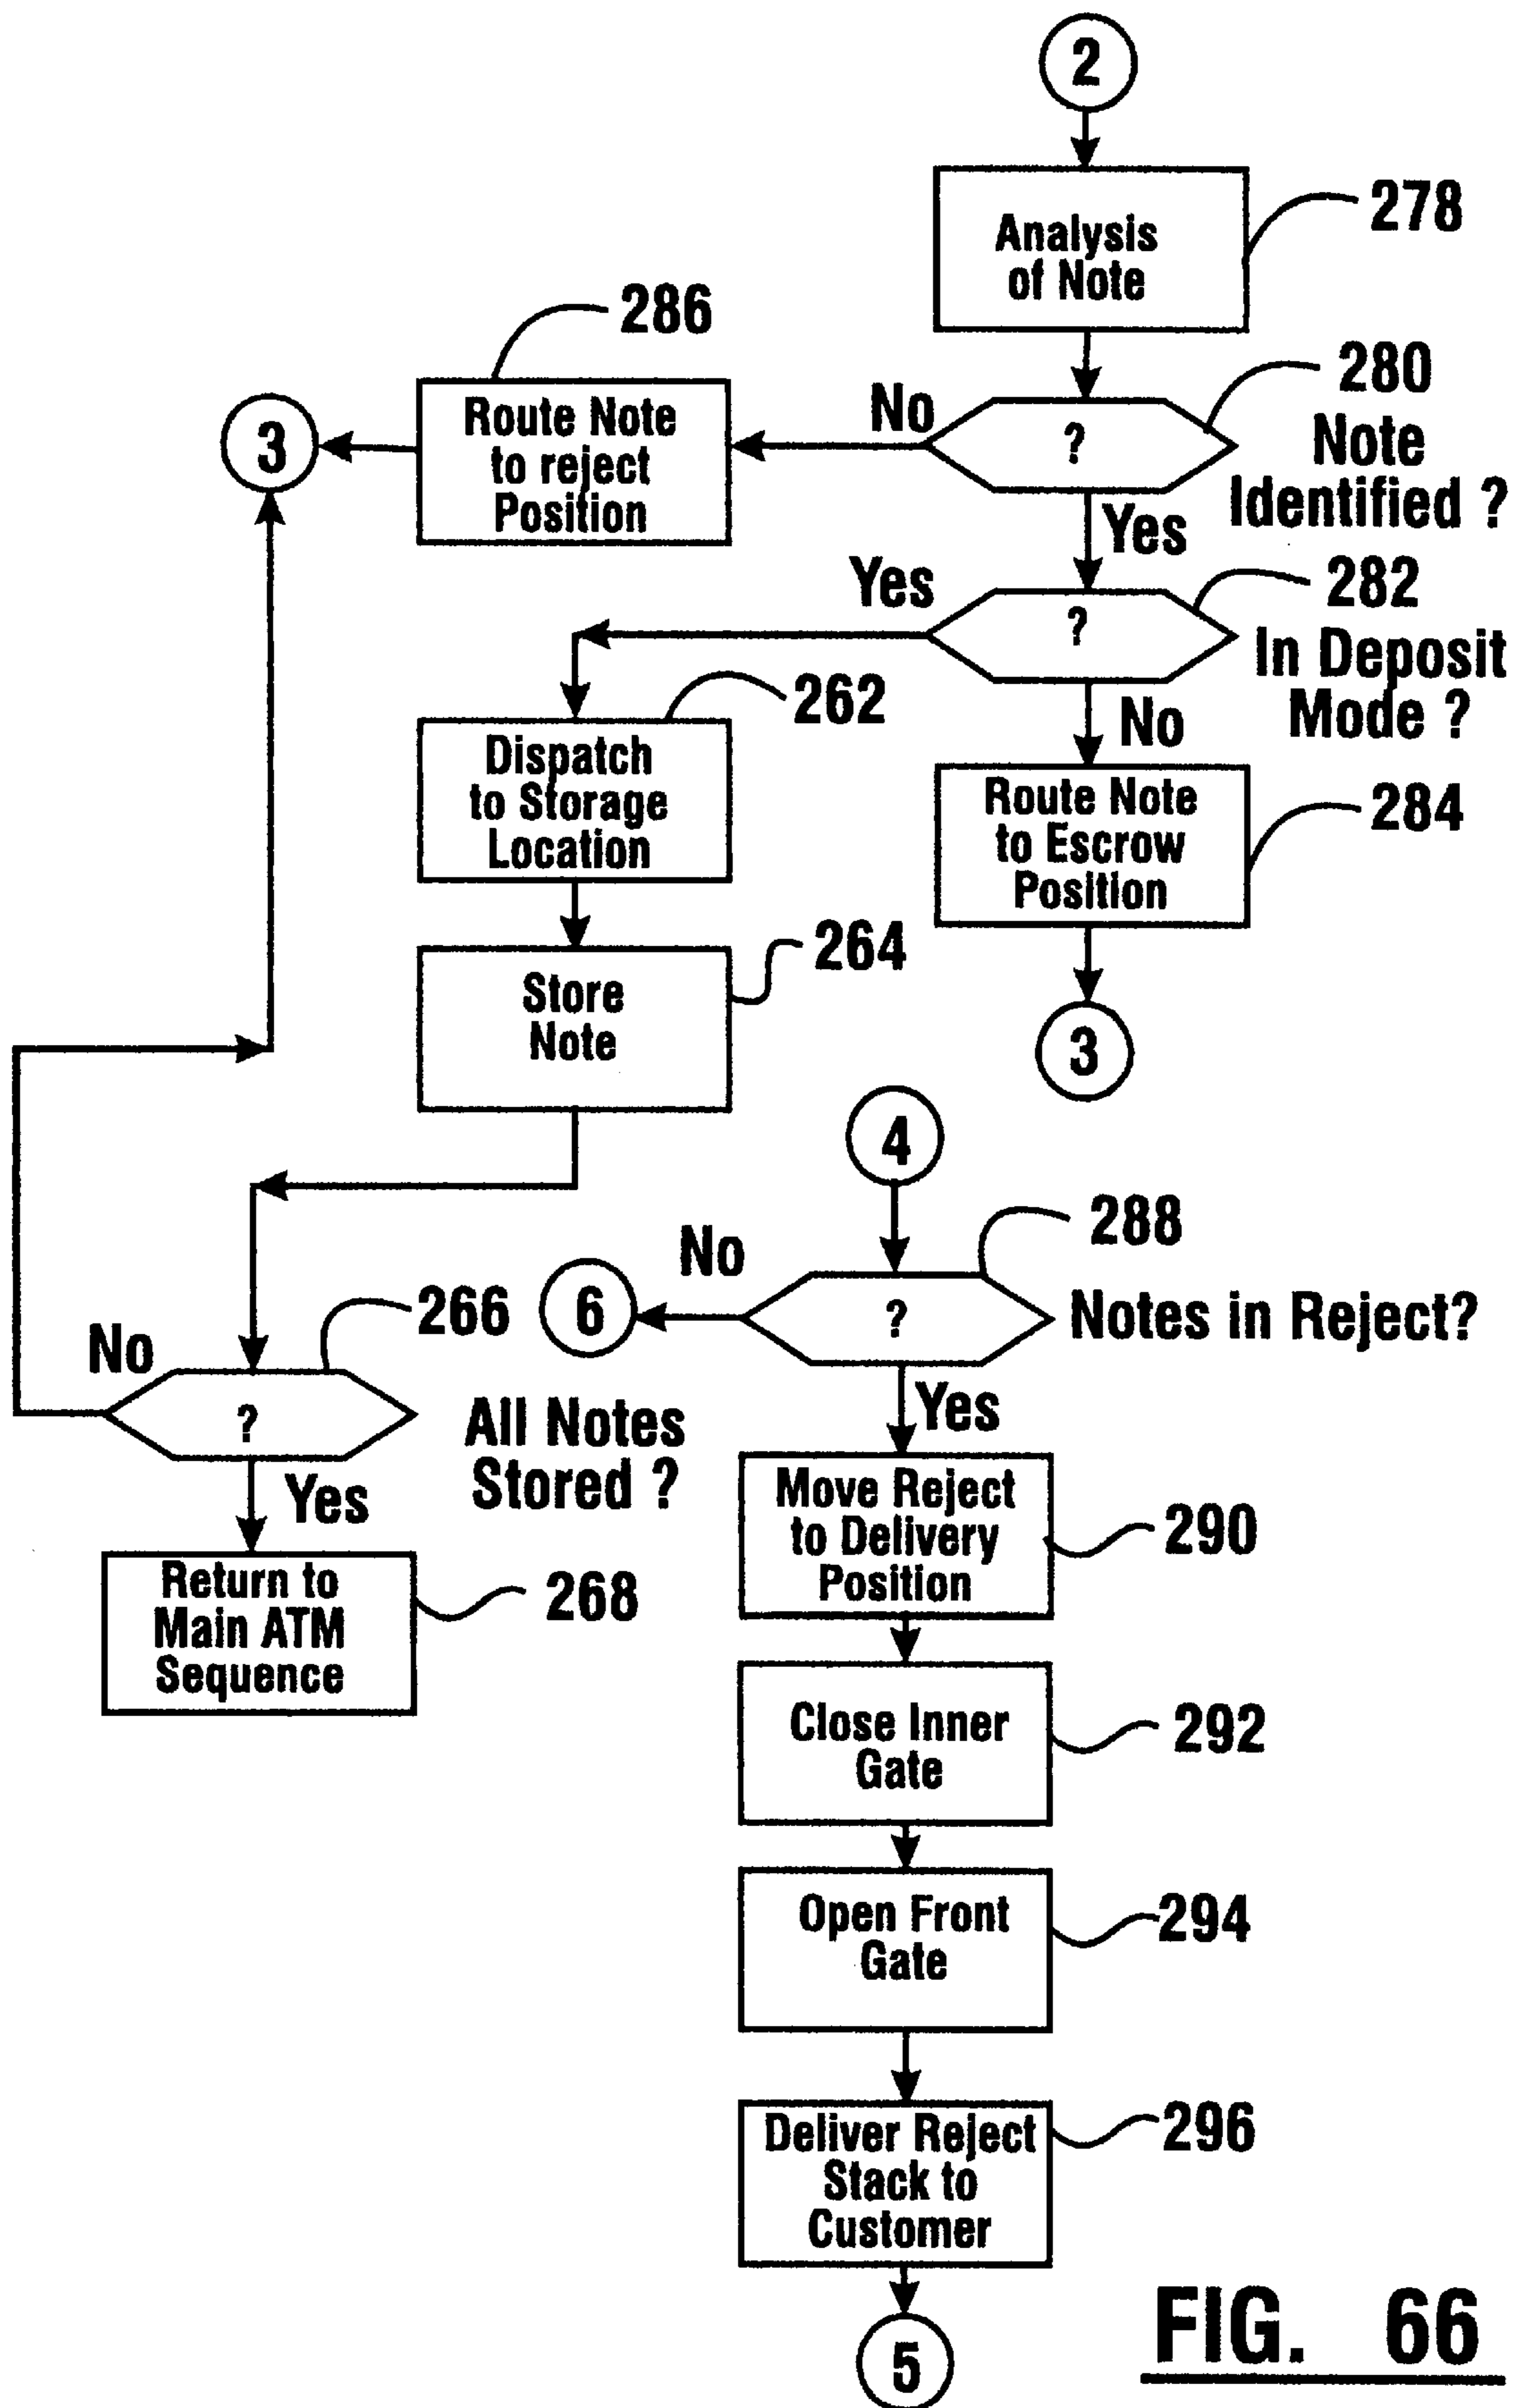 2
Analysis
of Note
278
280
Note
Identified ?
?
No
Yes
286
Route Note
to reject
Position
3
282
In Deposit
Mode ?
?
Yes
No
262
Dispatch
to Storage
Location
Route Note
to Escrow
Position
284
3
264
Store
Note
4
288
Notes in Reject?
?
No
6
Yes
266
All Notes
Stored ?
?
No
Yes
Return to
Main ATM
Sequence
268
Move Reject
to Delivery
Position
290
Close Inner
Gate
292
Open Front
Gate
294
Deliver Reject
Stack to
Customer
296
5
FIG. 66